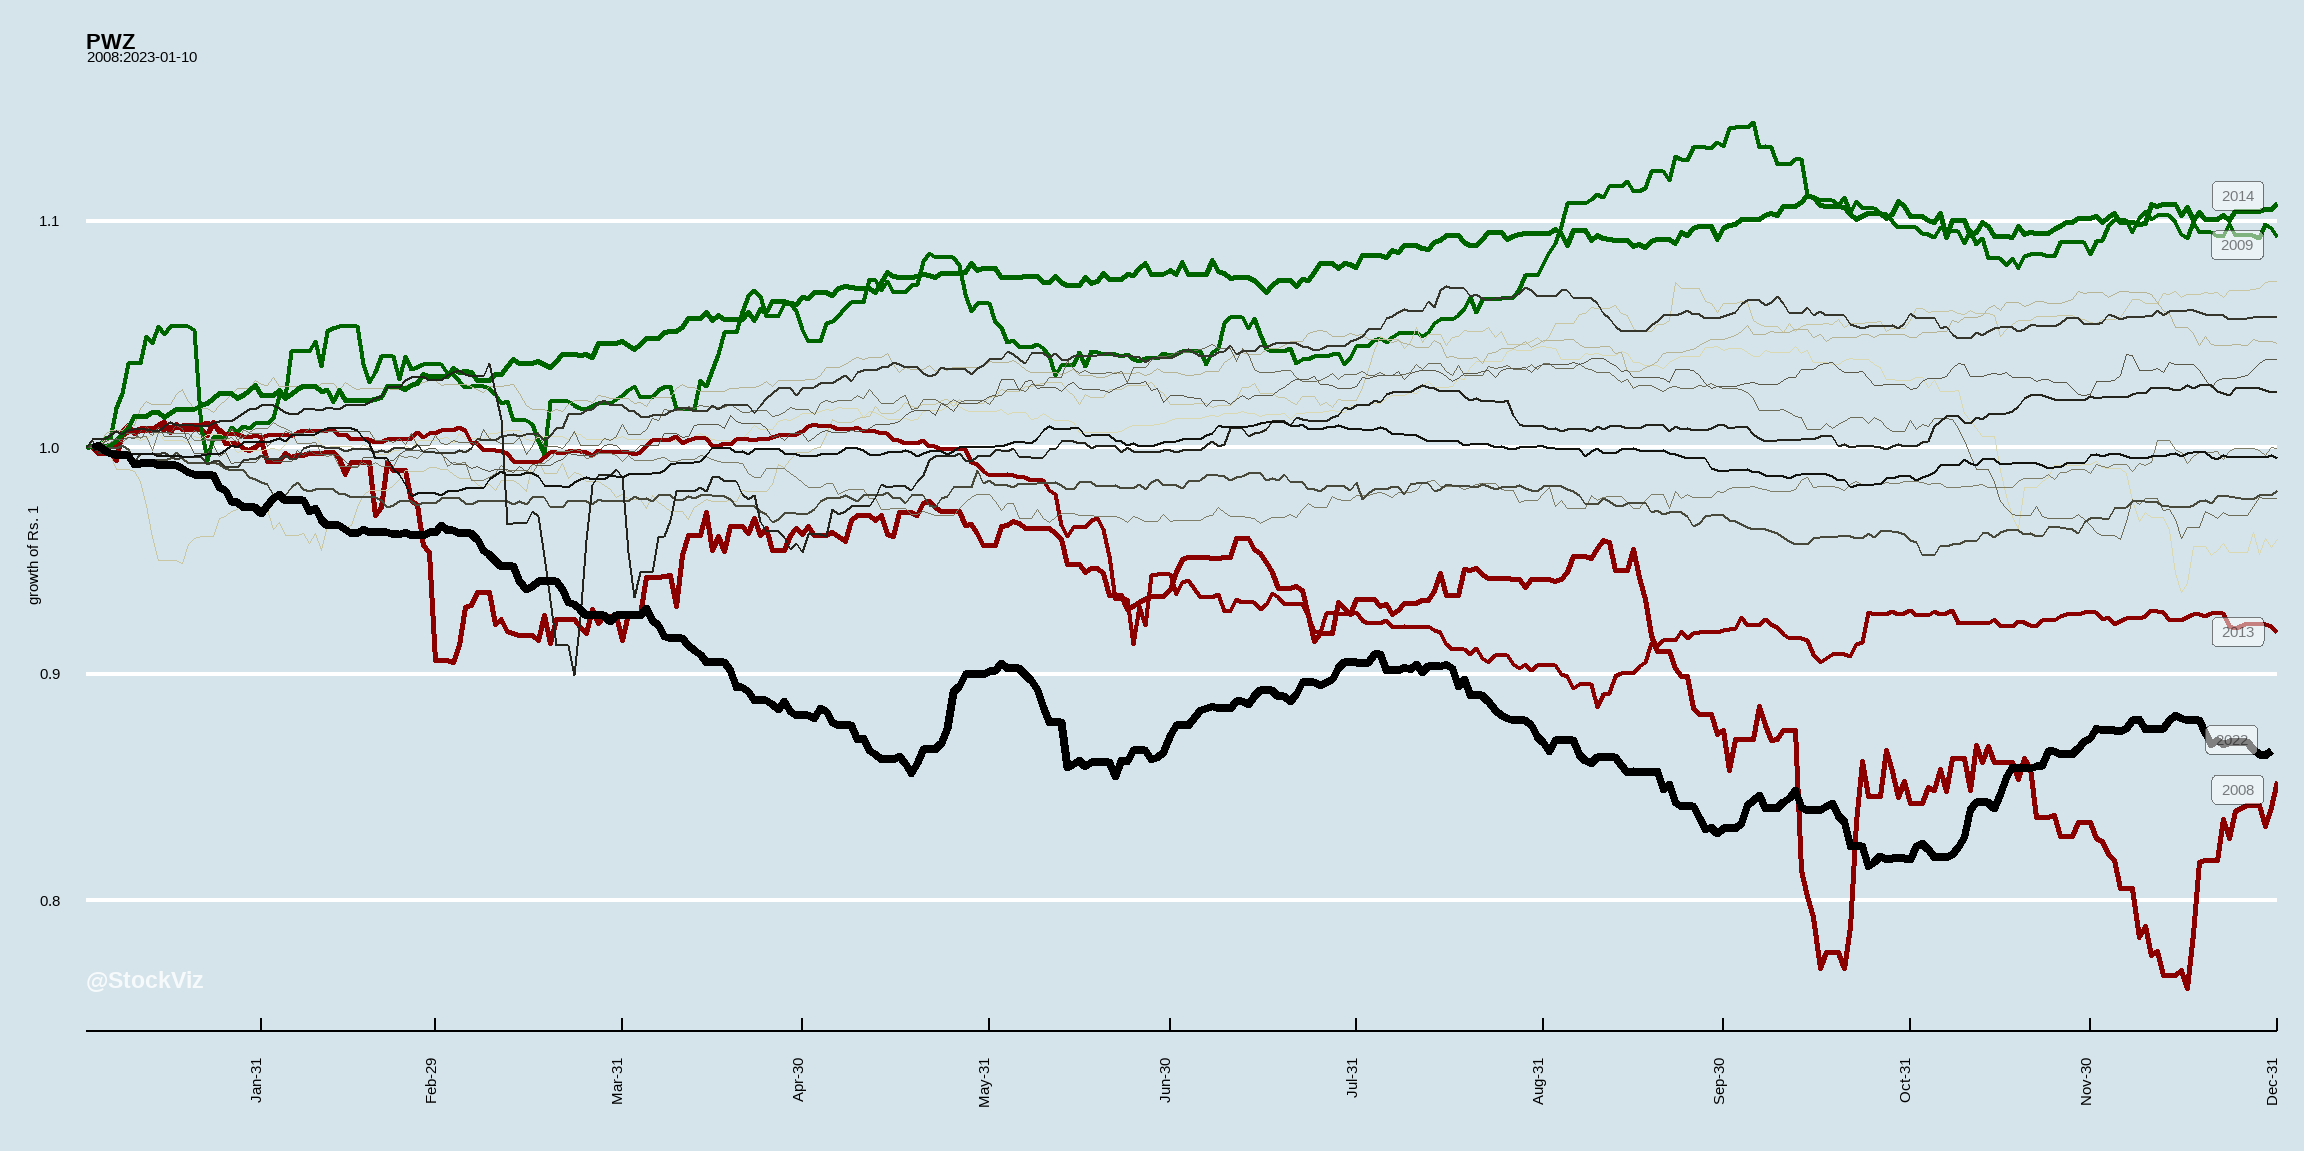 PWZ
2008:2023-01-10
growth of Rs. 1
1.1
1.0
0.9
0.8
2014
2009
2013
2022
2008
@StockViz
Jan-31
Feb-29
Mar-31
Apr-30
May-31
Jun-30
Jul-31
Aug-31
Sep-30
Oct-31
Nov-30
Dec-31